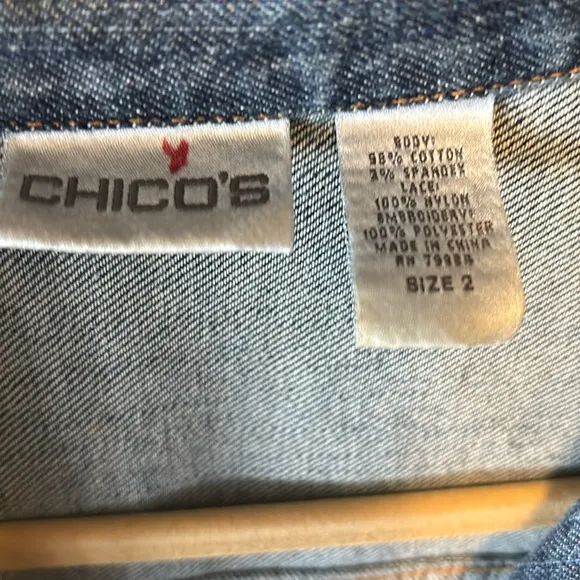 CHICO'S
BODY:
98% COTTON
2% SPANDEX
LACE:
100% NYLON
EMBROIDERY:
100% POLYESTER
MADE IN CHINA
RN 79984
SIZE 2